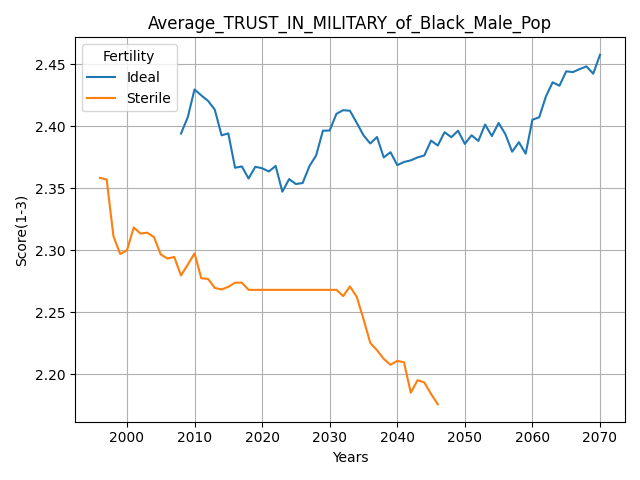 Average_TRUST_IN_MILITARY_of_Black_Male_Pop
Fertility
Ideal
Sterile
Score(1-3)
2.45
2.40
2.35
2.30
2.25
2.20
2000 2010 2020 2030 2040 2050 2060 2070
Years